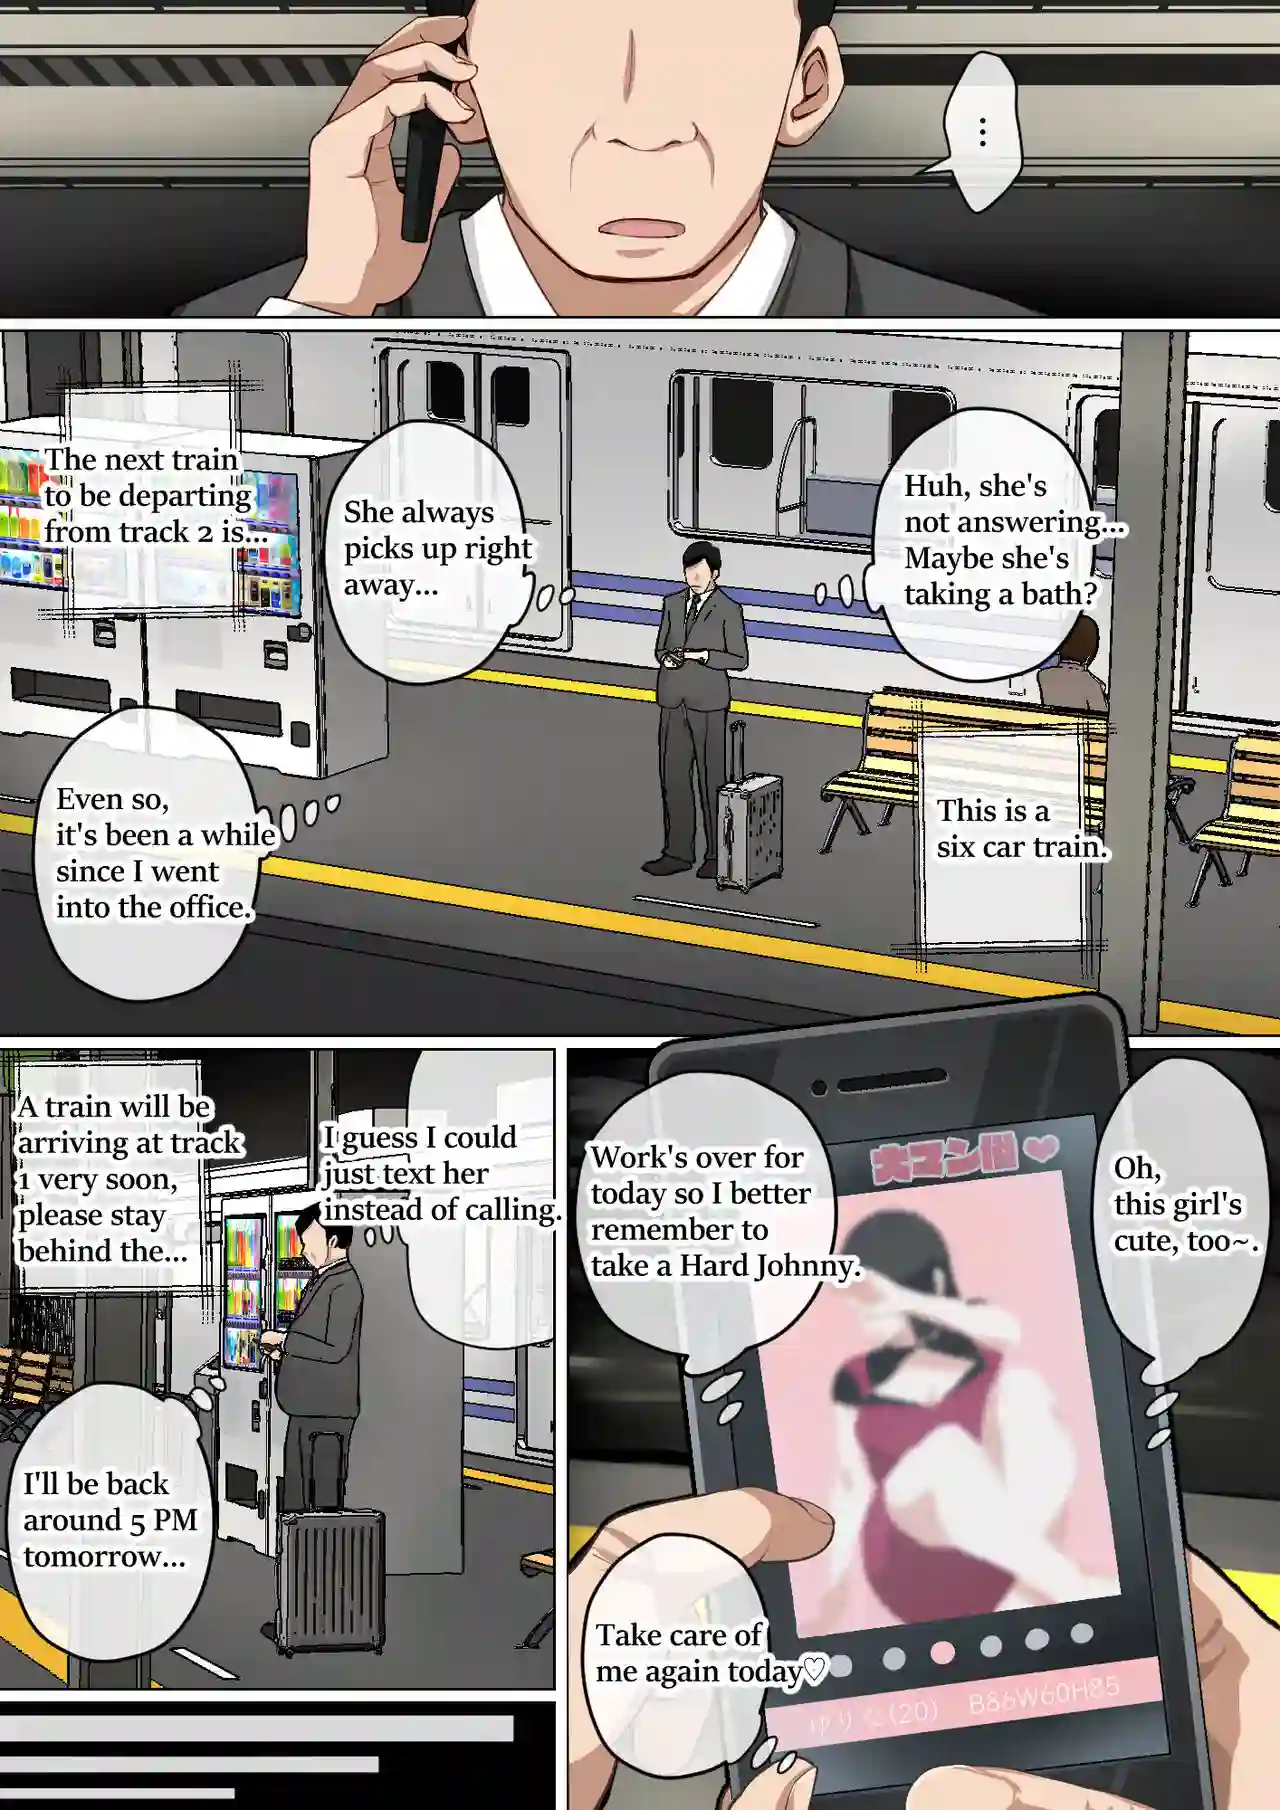 ...
The next train
to be departing
from track 2 is...
She always
picks up right
away...
Huh, she's
not answering...
Maybe she's
taking a bath?
Even so,
it's been a while
since I went
into the office.
This is a
six car train.
A train will be
arriving at track
1 very soon,
please stay
behind the...
I guess I could
just text her
instead of calling.
I'll be back
around 5 PM
tomorrow...
Work's over for
today so I better
remember to
take a Hard Johnny.
Oh,
this girl's
cute, too~.
Take care of
me again today♡
ゆりな(20) B86W60H85